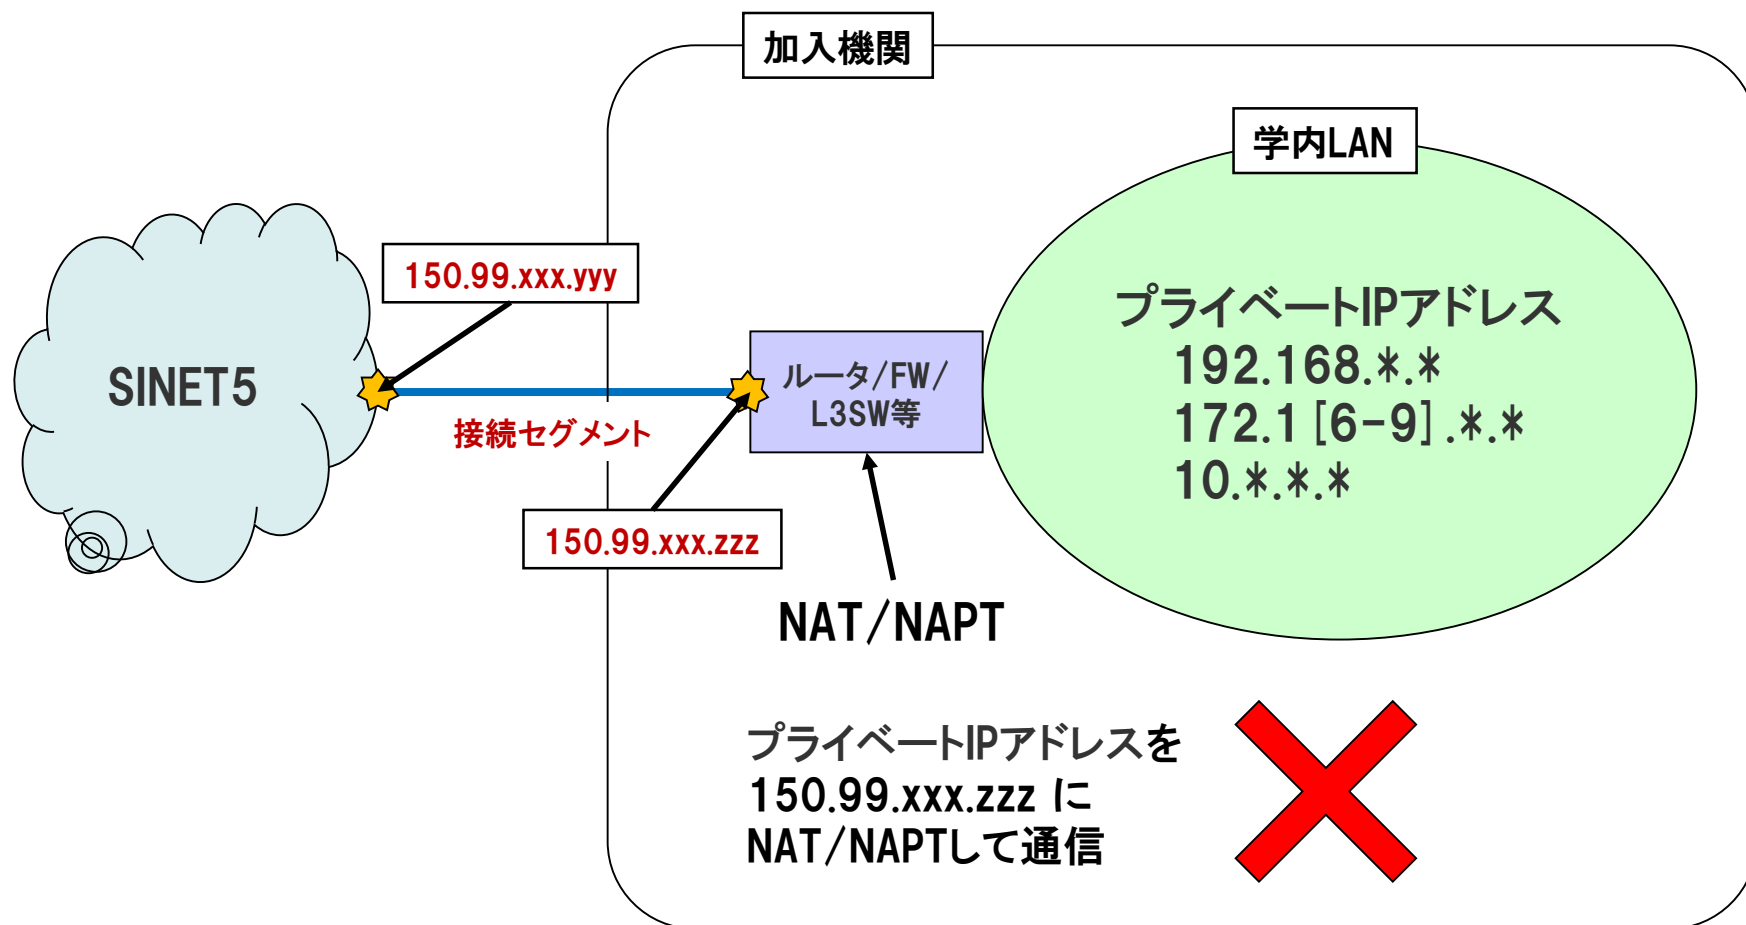 加入機関
学内LAN
150.99.xxx.yyy
SINET5
接続セグメント
ルータ/FW/
L3SW等
プライベートIPアドレス
192.168.*.*
172.1[6-9].*.*
10.*.*.*
150.99.xxx.zzz
NAT/NAPT
プライベートIPアドレスを
150.99.xxx.zzz に
NAT/NAPTして通信